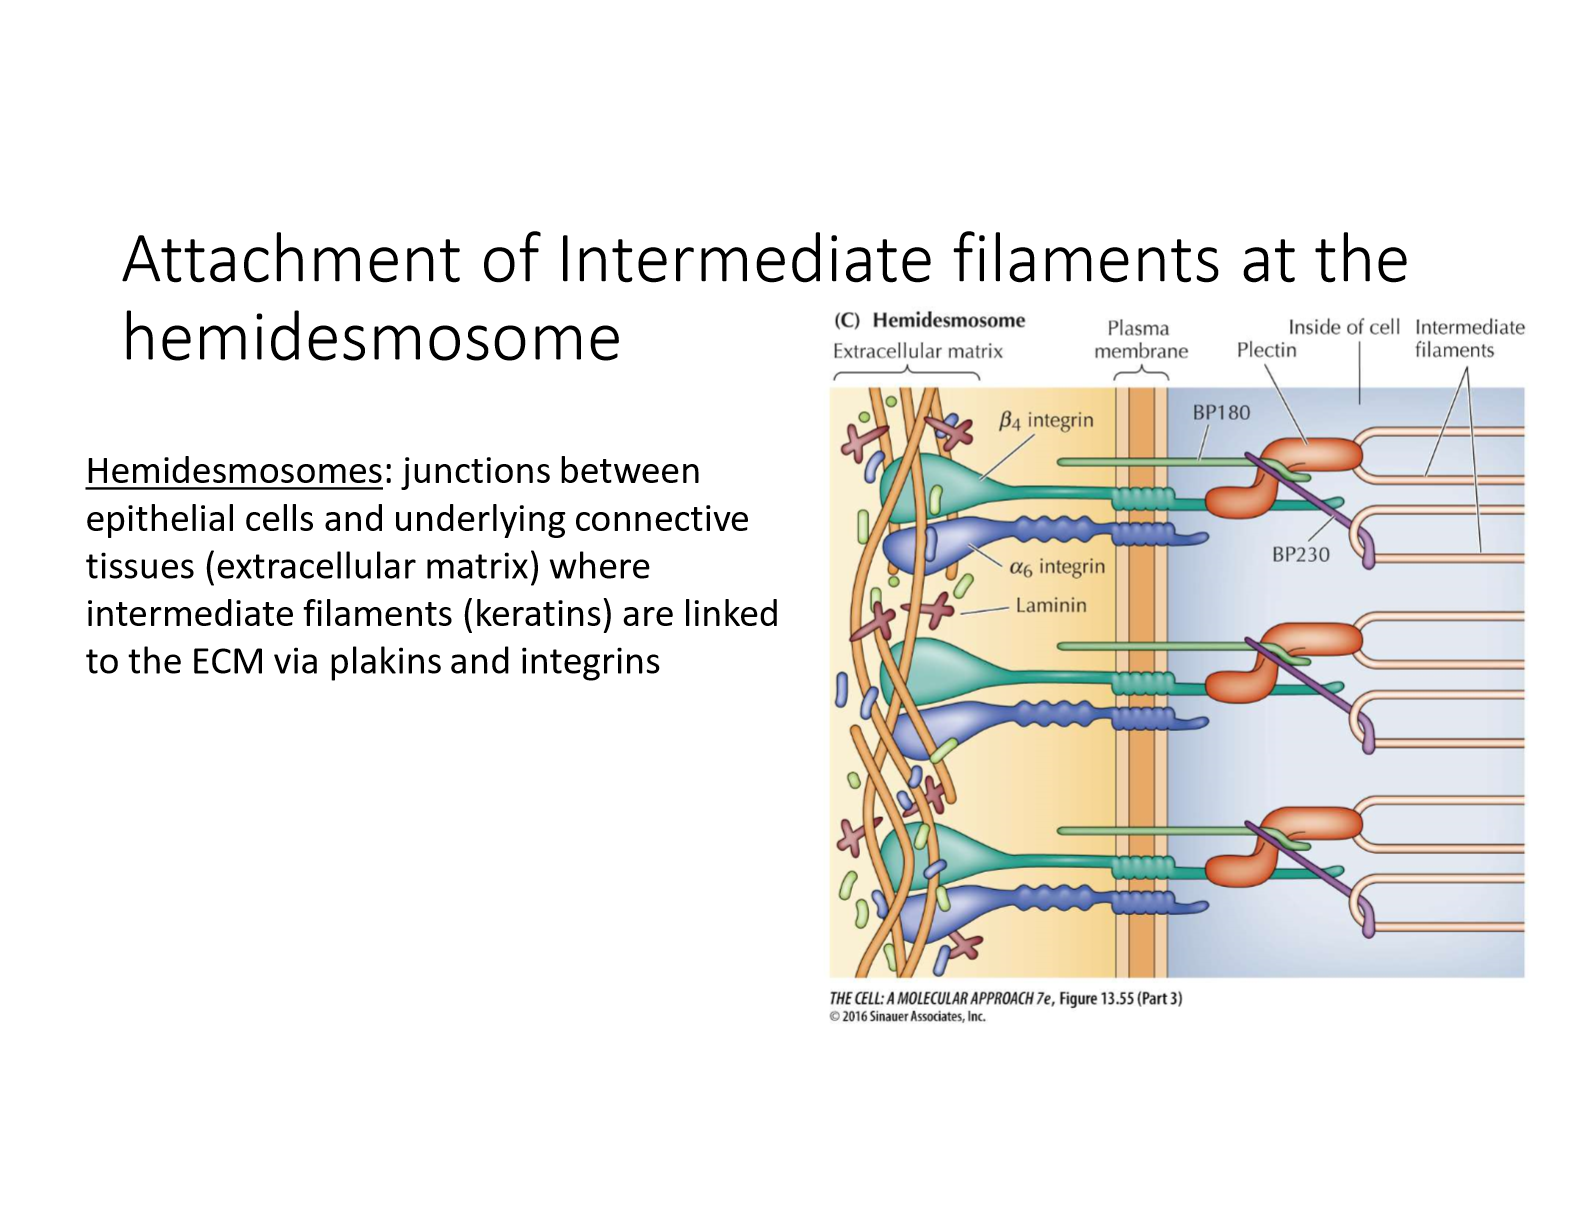 Attachment of Intermediate filaments at the
hemidesmosome
Hemidesmosomes: junctions between
epithelial cells and underlying connective
tissues (extracellular matrix) where
intermediate filaments (keratins) are linked
to the ECM via plakins and integrins
(C) Hemidesmosome
Extracellular matrix
Plasma
membrane
Plectin
Inside of cell
Intermediate
filaments
β4 integrin
BP180
BP230
α6 integrin
Laminin
THE CELL: A MOLECULAR APPROACH 7e, Figure 13.55 (Part 3)
© 2016 Sinauer Associates, Inc.